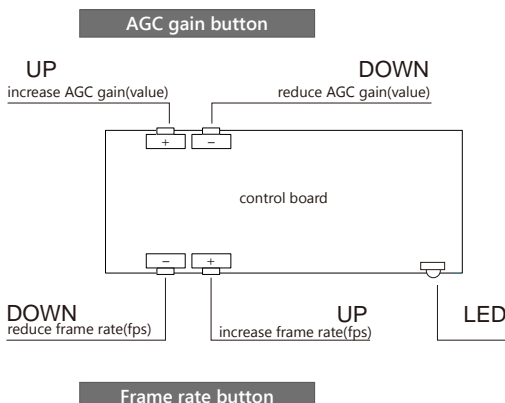 AGC gain button
UP
DOWN
increase AGC gain(value)
reduce AGC gain(value)
+
−
control board
−
+
DOWN
UP
LED
reduce frame rate(fps)
increase frame rate(fps)
Frame rate button